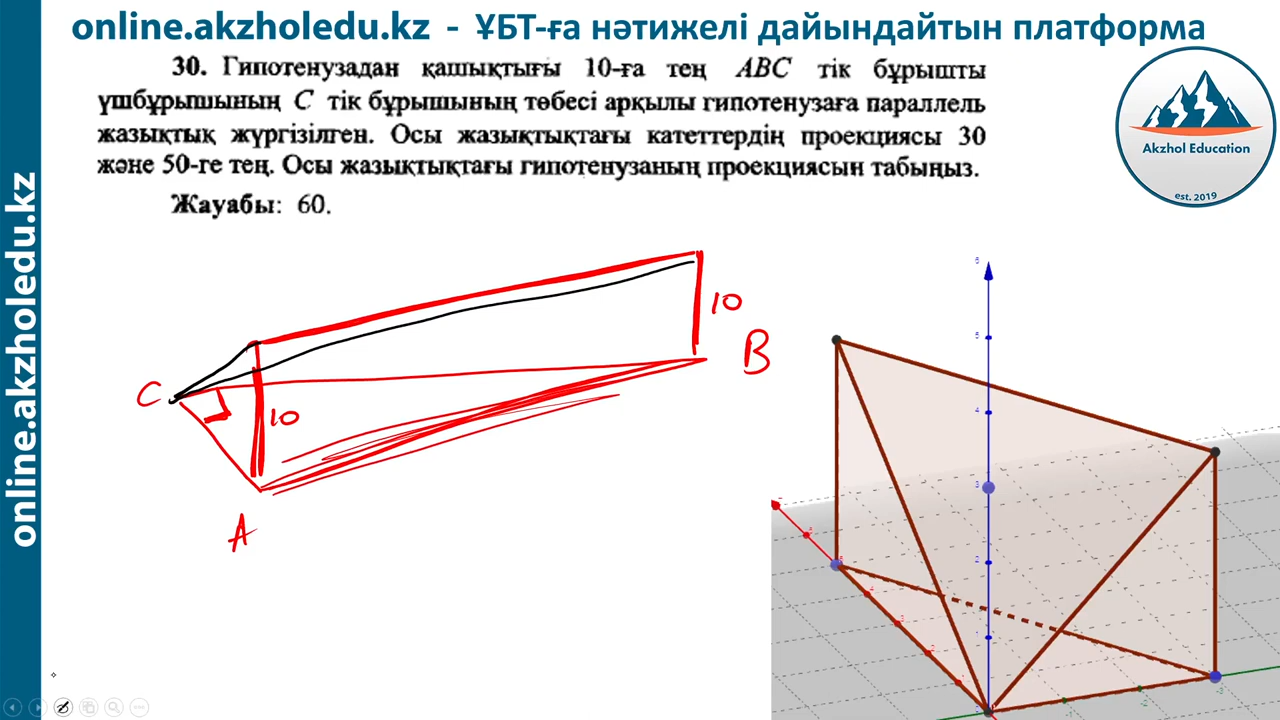 online.akzholedu.kz - ҰБТ-ға нәтижелі дайындайтын платформа
30. Гипотенузадан қашықтығы 10-ға тең ABC тік бұрышты
үшбұрышының C тік бұрышының төбесі арқылы гипотенузаға параллель
жазықтық жүргізілген. Осы жазықтықтағы катеттердің проекциясы 30
және 50-ге тең. Осы жазықтықтағы гипотенузаның проекциясын табыңыз.
Жауабы: 60.
Akzhol Education
est. 2019
online.akzholedu.kz
10
B
C
10
A